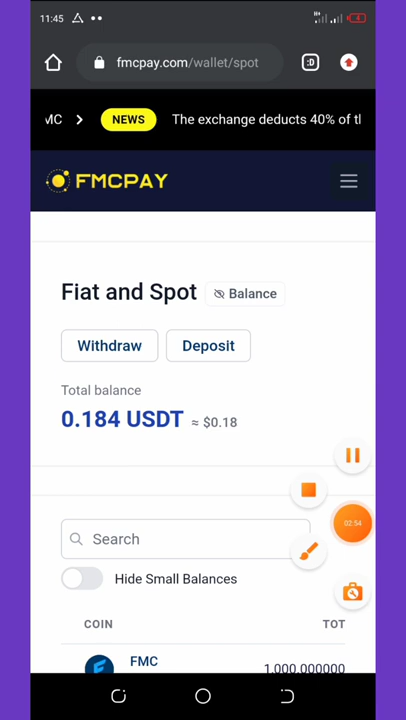 11:45
:D
fmcpay.com/wallet/spot
MC
NEWS
The exchange deducts 40% of t
FMCPAY
Fiat and Spot
Balance
Withdraw
Deposit
Total balance
0.184 USDT ≈ $0.18
02:54
Search
Hide Small Balances
COIN
TOT
FMC
1,000.000000